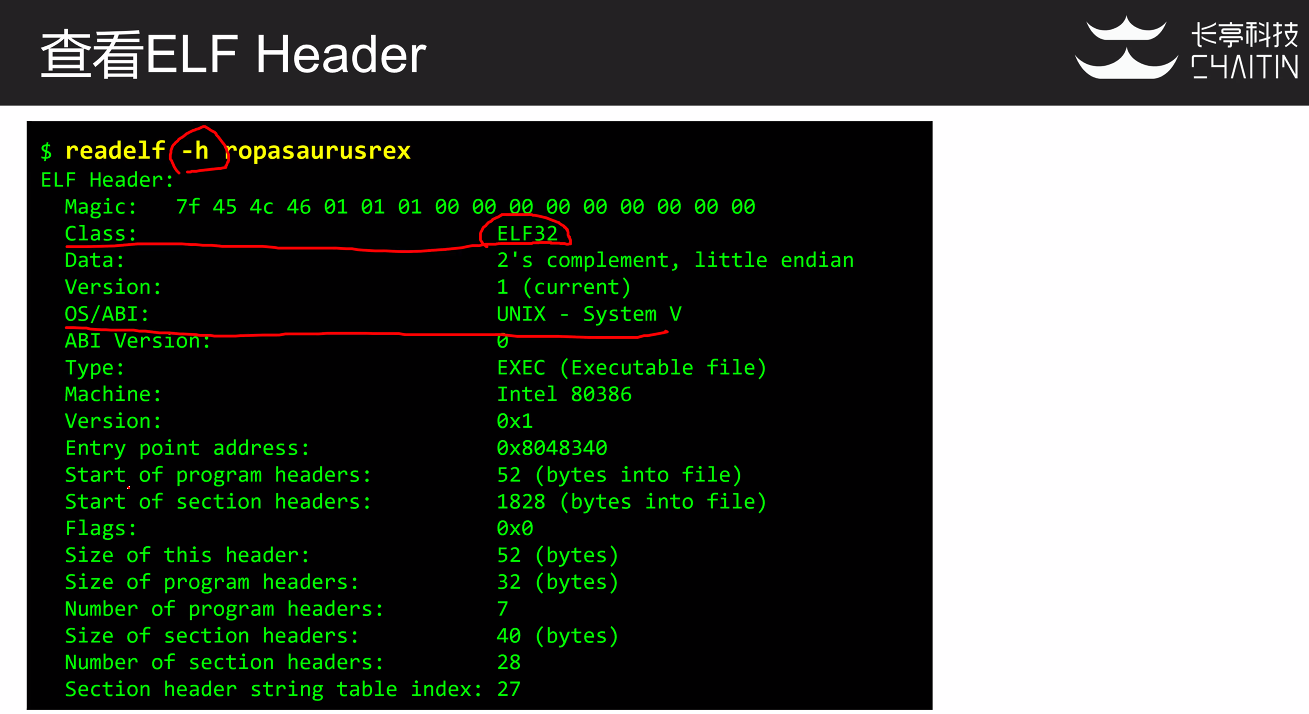 查看ELF Header
长亭科技
CHAITIN
$ readelf -h ropasaurusrex
ELF Header:
Magic: 7f 45 4c 46 01 01 01 00 00 00 00 00 00 00 00 00
Class: ELF32
Data: 2's complement, little endian
Version: 1 (current)
OS/ABI: UNIX - System V
ABI Version: 0
Type: EXEC (Executable file)
Machine: Intel 80386
Version: 0x1
Entry point address: 0x8048340
Start of program headers: 52 (bytes into file)
Start of section headers: 1828 (bytes into file)
Flags: 0x0
Size of this header: 52 (bytes)
Size of program headers: 32 (bytes)
Number of program headers: 7
Size of section headers: 40 (bytes)
Number of section headers: 28
Section header string table index: 27